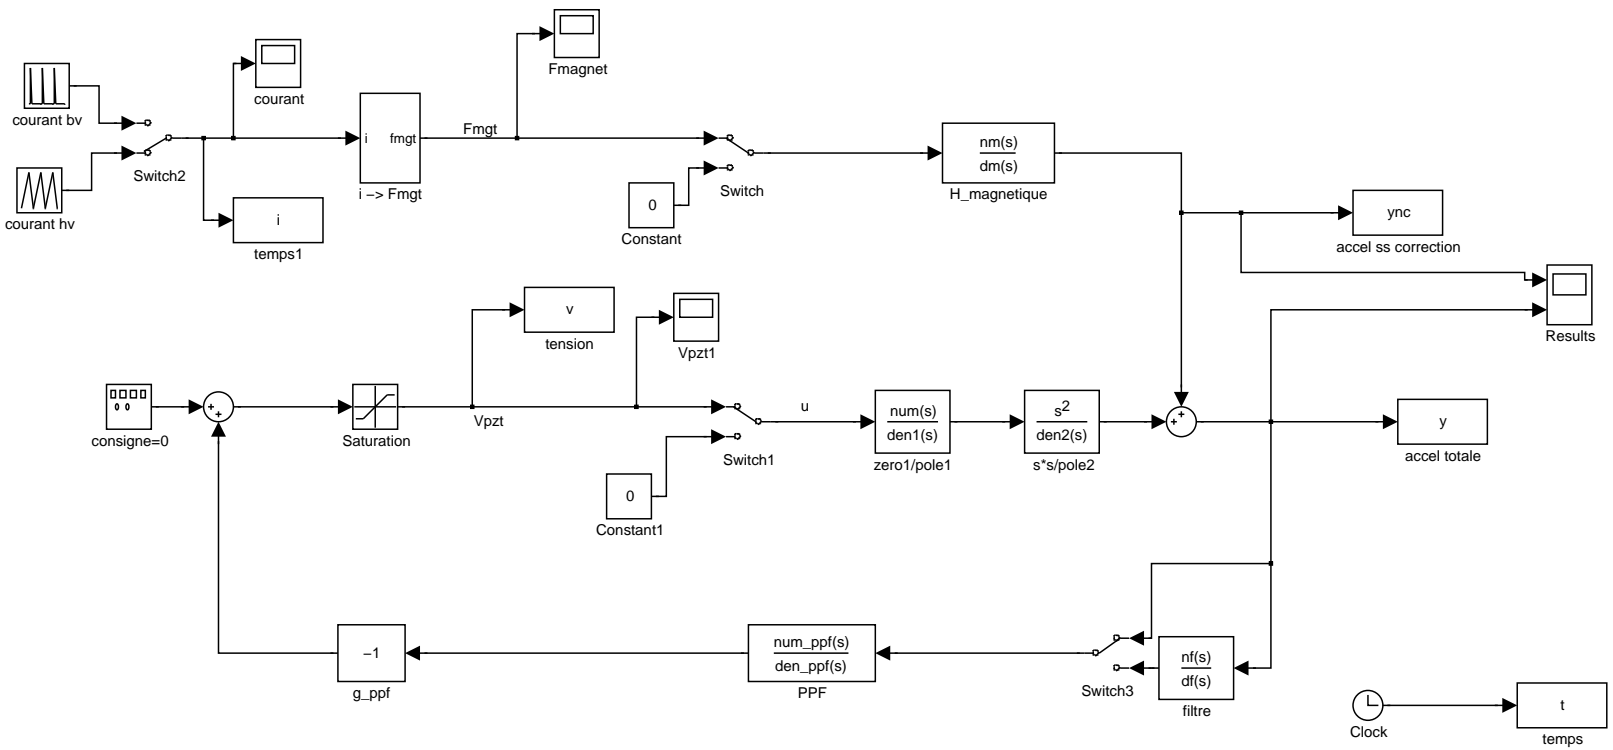 Fmagnet
courant
courant bv
i
fmgt
Fmgt
i −> Fmgt
Switch2
courant hv
i
temps1
0
Constant
Switch
nm(s)
dm(s)
H_magnetique
ync
accel ss correction
Results
v
tension
Vpzt1
consigne=0
+
+
Saturation
Vpzt
Switch1
u
0
Constant1
num(s)
den1(s)
zero1/pole1
s2
den2(s)
s*s/pole2
+
+
y
accel totale
−1
g_ppf
num_ppf(s)
den_ppf(s)
PPF
Switch3
nf(s)
df(s)
filtre
Clock
t
temps